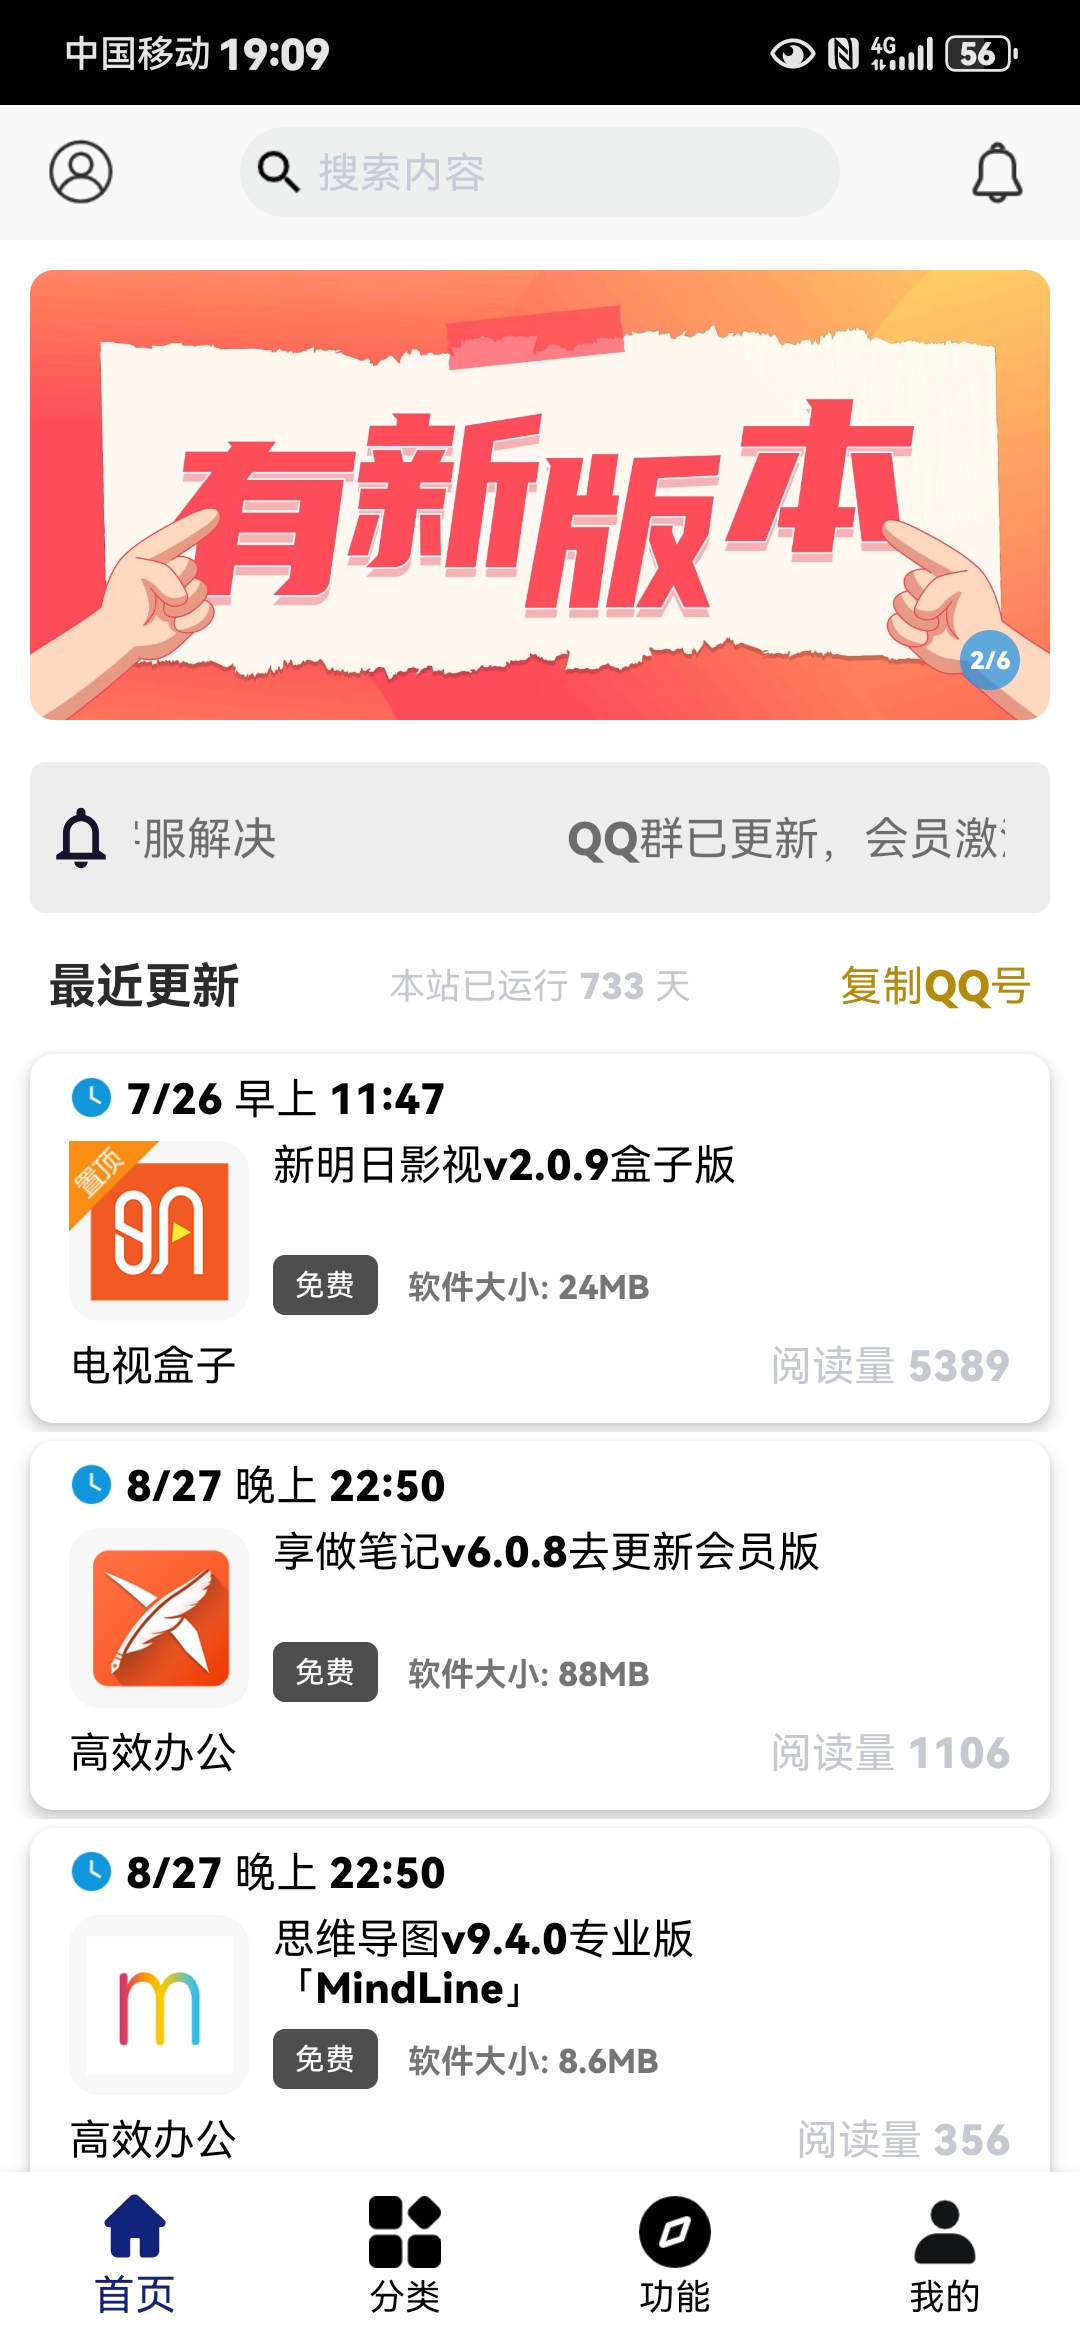 中国移动 19:09
4G
56
搜索内容
有新版本
2/6
服解决
QQ群已更新，会员激
最近更新
本站已运行 733 天
复制QQ号
7/26 早上 11:47
置顶
新明日影视v2.0.9盒子版
免费
软件大小: 24MB
电视盒子
阅读量 5389
8/27 晚上 22:50
享做笔记v6.0.8去更新会员版
免费
软件大小: 88MB
高效办公
阅读量 1106
8/27 晚上 22:50
思维导图v9.4.0专业版
「MindLine」
m
免费
软件大小: 8.6MB
高效办公
阅读量 356
首页
分类
功能
我的